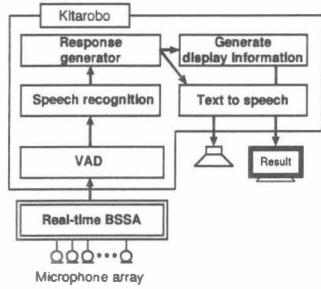 Kitarobo
Response
generator
Generate
display information
Speech recognition
Text to speech
VAD
Result
Real-time BSSA
Microphone array